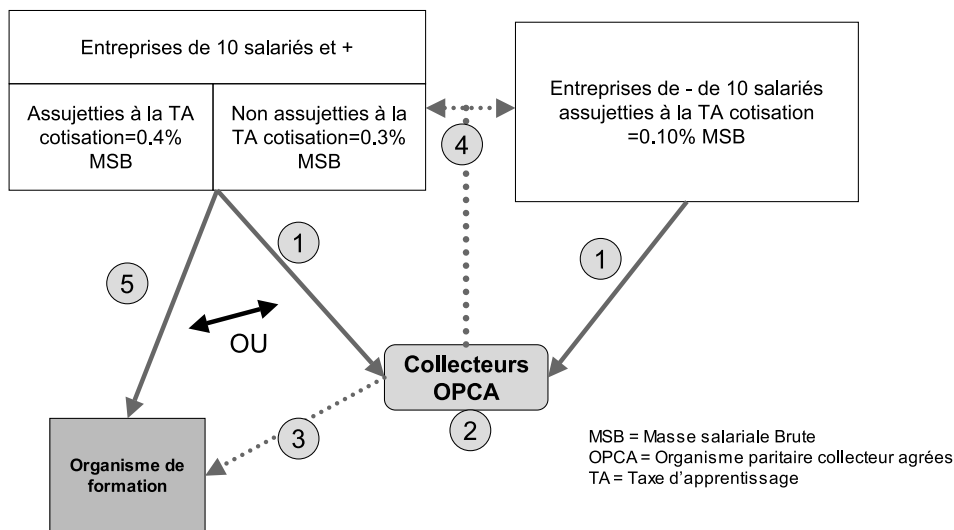 Entreprises de 10 salariés et +
Assujetties à la TA
cotisation=0.4%
MSB
Non assujetties à la
TA cotisation=0.3%
MSB
Entreprises de - de 10 salariés
assujetties à la TA cotisation
=0.10% MSB
4
1
5
1
OU
Collecteurs
OPCA
2
3
Organisme de
formation
MSB = Masse salariale Brute
OPCA = Organisme paritaire collecteur agrées
TA = Taxe d'apprentissage